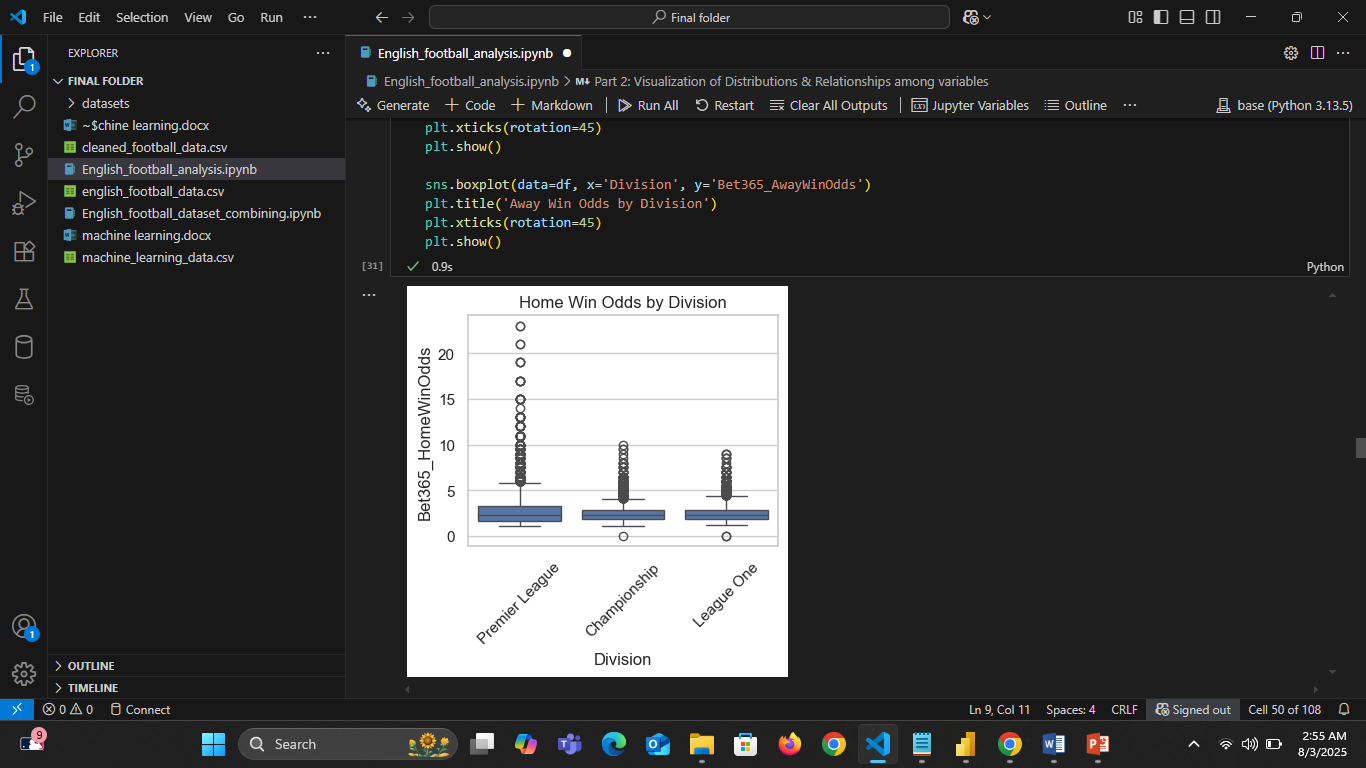 File Edit Selection View Go Run ···
Final folder
EXPLORER
···
FINAL FOLDER
datasets
~$chine learning.docx
cleaned_football_data.csv
English_football_analysis.ipynb
english_football_data.csv
English_football_dataset_combining.ipynb
machine learning.docx
machine_learning_data.csv
OUTLINE
TIMELINE
1
1
English_football_analysis.ipynb
English_football_analysis.ipynb > M↓ Part 2: Visualization of Distributions & Relationships among variables
Generate + Code + Markdown Run All Restart Clear All Outputs Jupyter Variables Outline ··· base (Python 3.13.5)
plt.xticks(rotation=45)
plt.show()
sns.boxplot(data=df, x='Division', y='Bet365_AwayWinOdds')
plt.title('Away Win Odds by Division')
plt.xticks(rotation=45)
plt.show()
[31] 0.9s Python
···
Home Win Odds by Division
Bet365_HomeWinOdds
20
15
10
5
0
Premier League
Championship
League One
Division
0 0 Connect Ln 9, Col 11 Spaces: 4 CRLF Signed out Cell 50 of 108
9
Search
2:55 AM
8/3/2025